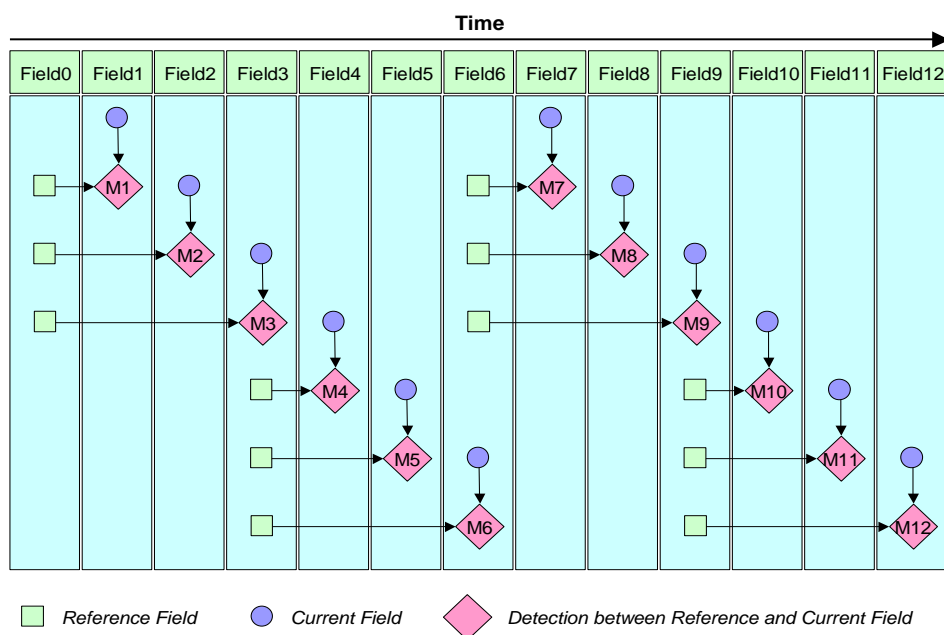 Time
Field0 Field1 Field2 Field3 Field4 Field5 Field6 Field7 Field8 Field9 Field10 Field11 Field12
M1 M7
M2 M8
M3 M9
M4 M10
M5 M11
M6 M12
Reference Field Current Field Detection between Reference and Current Field